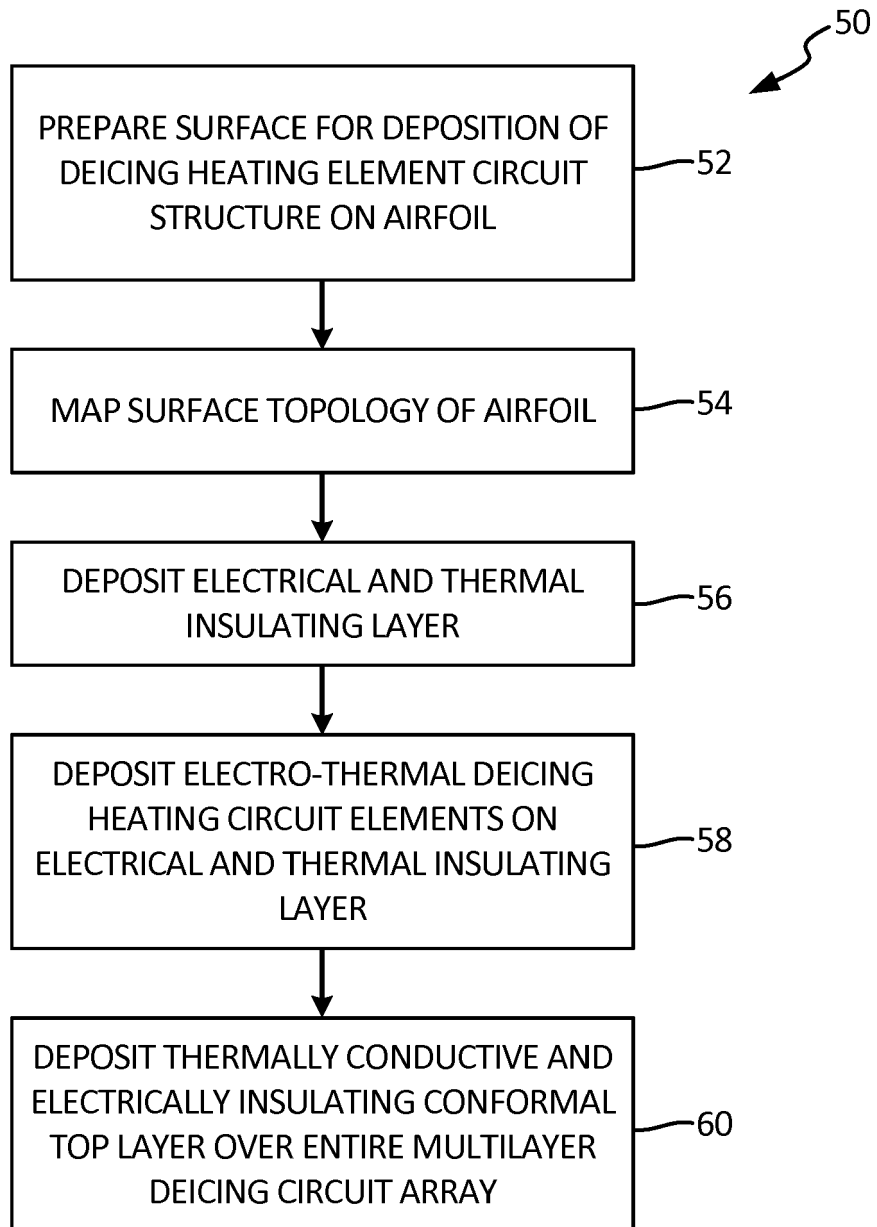 50
PREPARE SURFACE FOR DEPOSITION OF
DEICING HEATING ELEMENT CIRCUIT
STRUCTURE ON AIRFOIL
52
MAP SURFACE TOPOLOGY OF AIRFOIL
54
DEPOSIT ELECTRICAL AND THERMAL
INSULATING LAYER
56
DEPOSIT ELECTRO-THERMAL DEICING
HEATING CIRCUIT ELEMENTS ON
ELECTRICAL AND THERMAL INSULATING
LAYER
58
DEPOSIT THERMALLY CONDUCTIVE AND
ELECTRICALLY INSULATING CONFORMAL
TOP LAYER OVER ENTIRE MULTILAYER
DEICING CIRCUIT ARRAY
60